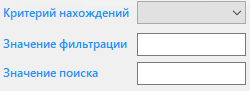 Критерий нахождений
Значение фильтрации
Значение поиска